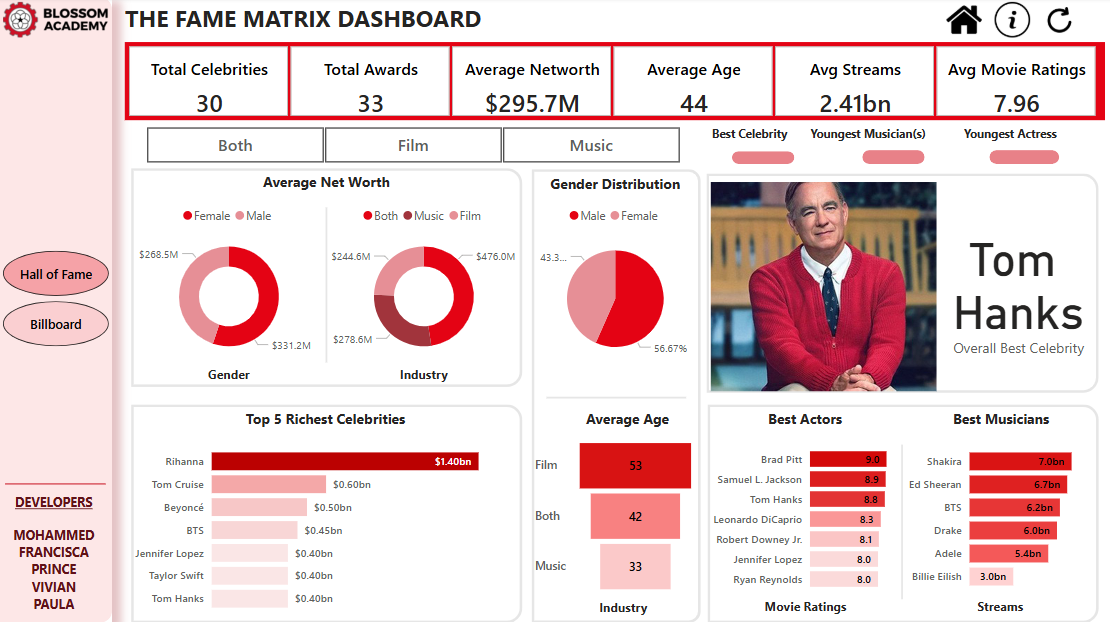 BLOSSOM
ACADEMY
THE FAME MATRIX DASHBOARD
i
Total Celebrities
30
Total Awards
33
Average Networth
$295.7M
Average Age
44
Avg Streams
2.41bn
Avg Movie Ratings
7.96
Both
Film
Music
Best Celebrity
Youngest Musician(s)
Youngest Actress
Hall of Fame
Billboard
DEVELOPERS
MOHAMMED
FRANCISCA
PRINCE
VIVIAN
PAULA
Average Net Worth
Female Male
$268.5M
$331.2M
Gender
Both Music Film
$244.6M
$476.0M
$278.6M
Industry
Gender Distribution
Male Female
43.3...
56.67%
Tom
Hanks
Overall Best Celebrity
Top 5 Richest Celebrities
Rihanna $1.40bn
Tom Cruise $0.60bn
Beyoncé $0.50bn
BTS $0.45bn
Jennifer Lopez $0.40bn
Taylor Swift $0.40bn
Tom Hanks $0.40bn
Average Age
Film 53
Both 42
Music 33
Industry
Best Actors
Brad Pitt 9.0
Samuel L. Jackson 8.9
Tom Hanks 8.8
Leonardo DiCaprio 8.3
Robert Downey Jr. 8.1
Jennifer Lopez 8.0
Ryan Reynolds 8.0
Movie Ratings
Best Musicians
Shakira 7.0bn
Ed Sheeran 6.7bn
BTS 6.2bn
Drake 6.0bn
Adele 5.4bn
Billie Eilish 3.0bn
Streams